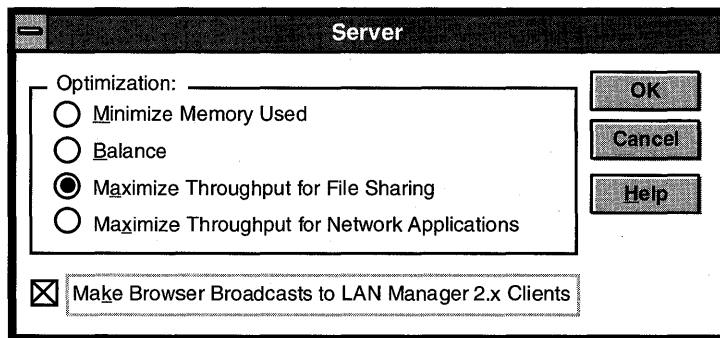 Server
Optimization:
Minimize Memory Used
Balance
Maximize Throughput for File Sharing
Maximize Throughput for Network Applications
Make Browser Broadcasts to LAN Manager 2.x Clients
OK
Cancel
Help